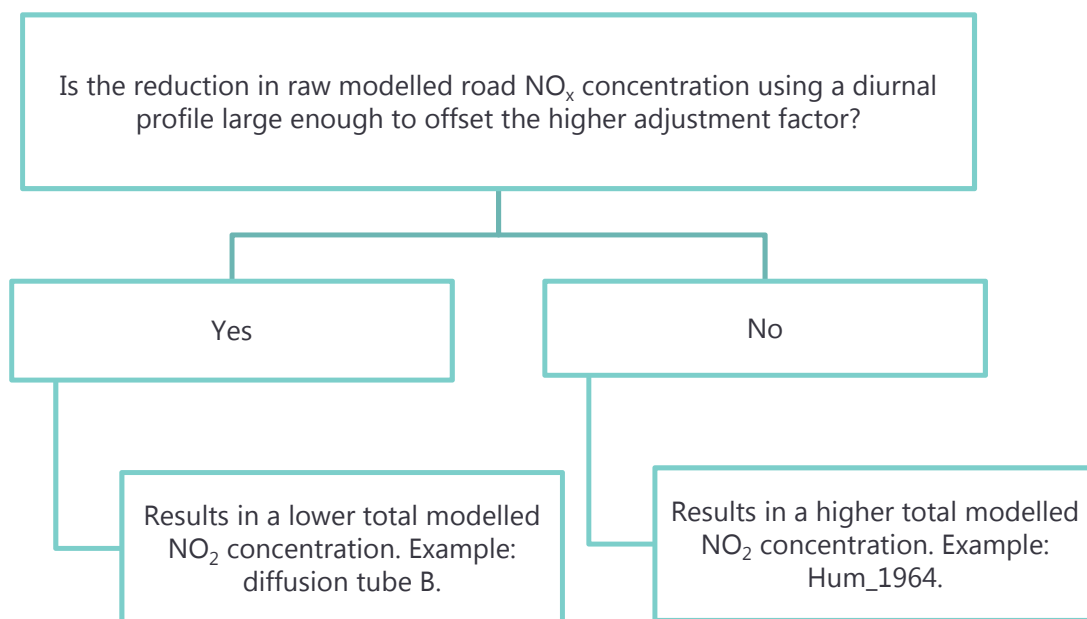 Is the reduction in raw modelled road NOₓ concentration using a diurnal
profile large enough to offset the higher adjustment factor?
Yes
No
Results in a lower total modelled
NO₂ concentration. Example:
diffusion tube B.
Results in a higher total modelled
NO₂ concentration. Example:
Hum_1964.